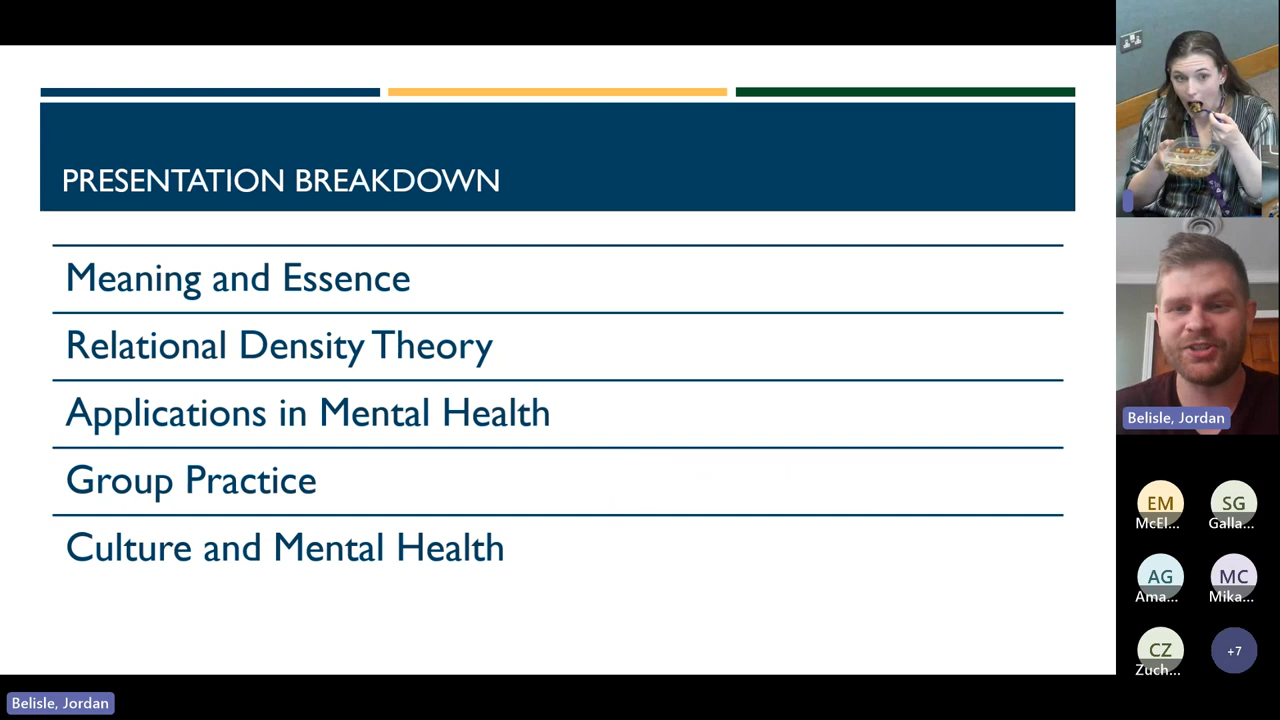 PRESENTATION BREAKDOWN
Meaning and Essence
Relational Density Theory
Applications in Mental Health
Group Practice
Culture and Mental Health
Belisle, Jordan
EM
McEl...
SG
Galla...
AG
Ama...
MC
Mika...
CZ
Zuch...
+7
Belisle, Jordan